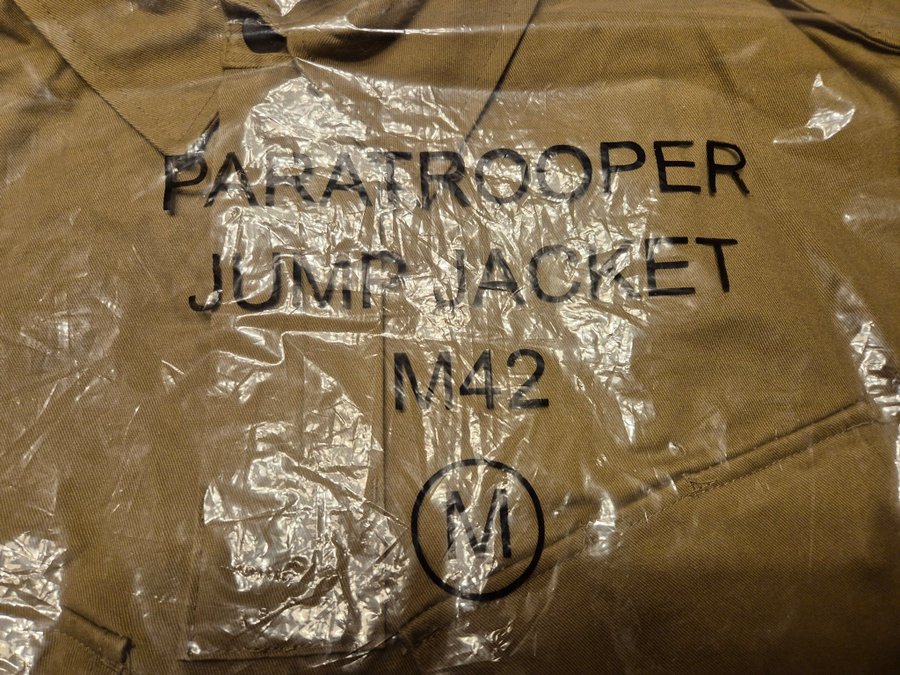 PARATROOPER
JUMP JACKET
M42
M